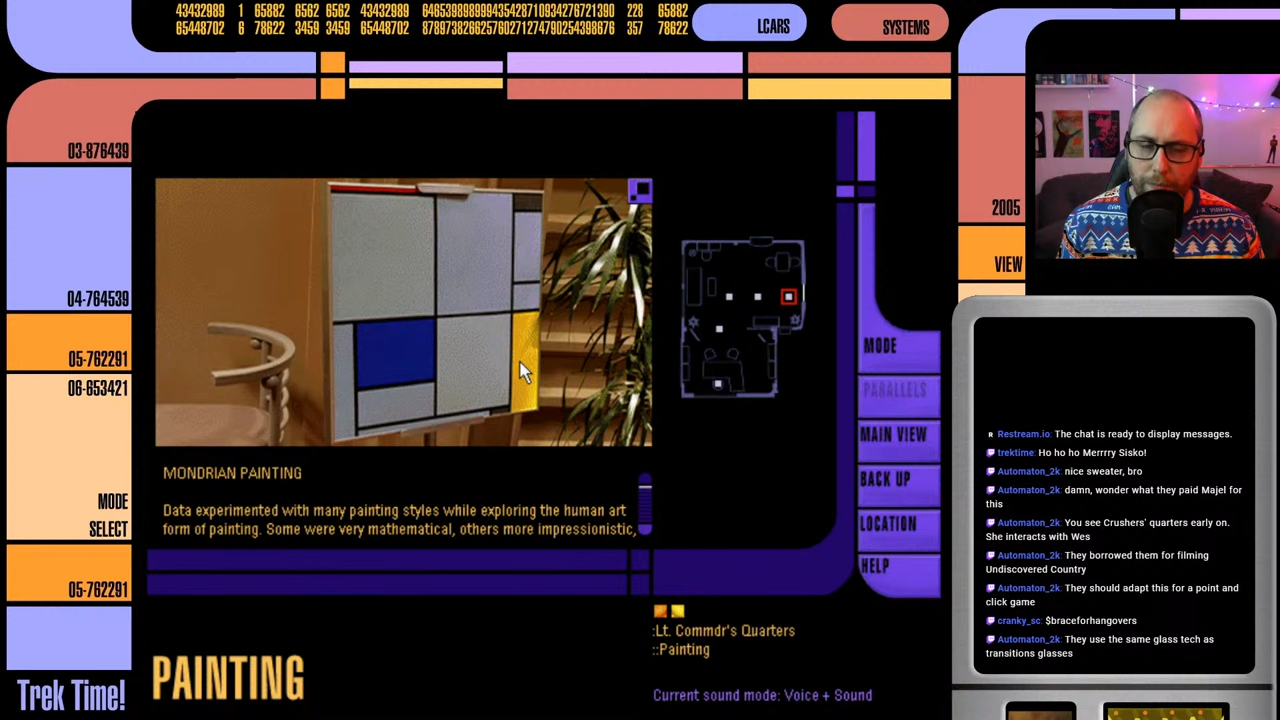 43432989 1 65882 6562 6562 43432989 64653989899435428710934276721390 228 65882
65448702 6 78622 3459 3459 65448702 87897382662576027127479025439867​6 357 78622
LCARS
SYSTEMS
03-876439
04-764539
05-762291
06-653421
MODE
SELECT
05-762291
Trek Time!
MONDRIAN PAINTING
Data experimented with many painting styles while exploring the human art
form of painting. Some were very mathematical, others more impressionistic,
PAINTING
MODE
PARALLELS
MAIN VIEW
BACK UP
LOCATION
HELP
:Lt. Commdr's Quarters
::Painting
Current sound mode: Voice + Sound
2005
VIEW
Restream.io: The chat is ready to display messages.
trektime: Ho ho ho Merrrry Sisko!
Automaton_2k: nice sweater, bro
Automaton_2k: damn, wonder what they paid Majel for
this
Automaton_2k: You see Crushers' quarters early on.
She interacts with Wes
Automaton_2k: They borrowed them for filming
Undiscovered Country
Automaton_2k: They should adapt this for a point and
click game
cranky_sc: $braceforhangovers
Automaton_2k: They use the same glass tech as
transitions glasses